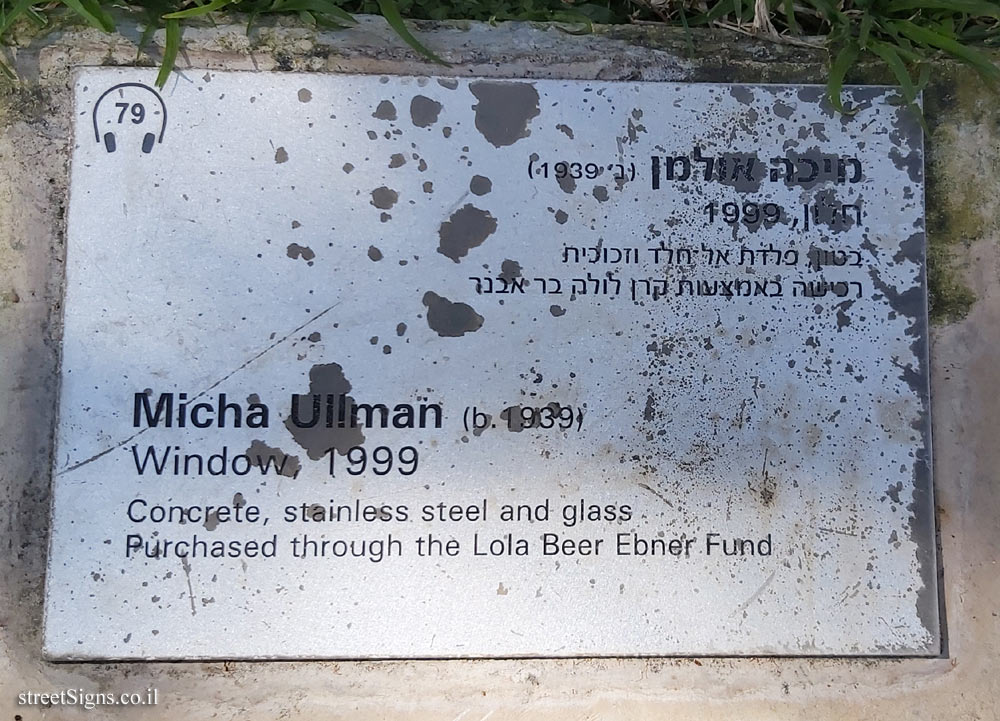 79
מיכה אולמן (נ' 1939)
חלון, 1999
בטון, פלדת אל־חלד וזכוכית
רכישה באמצעות קרן לולה בר אבנר
Micha Ullman (b.1939)
Window, 1999
Concrete, stainless steel and glass
Purchased through the Lola Beer Ebner Fund
streetSigns.co.il